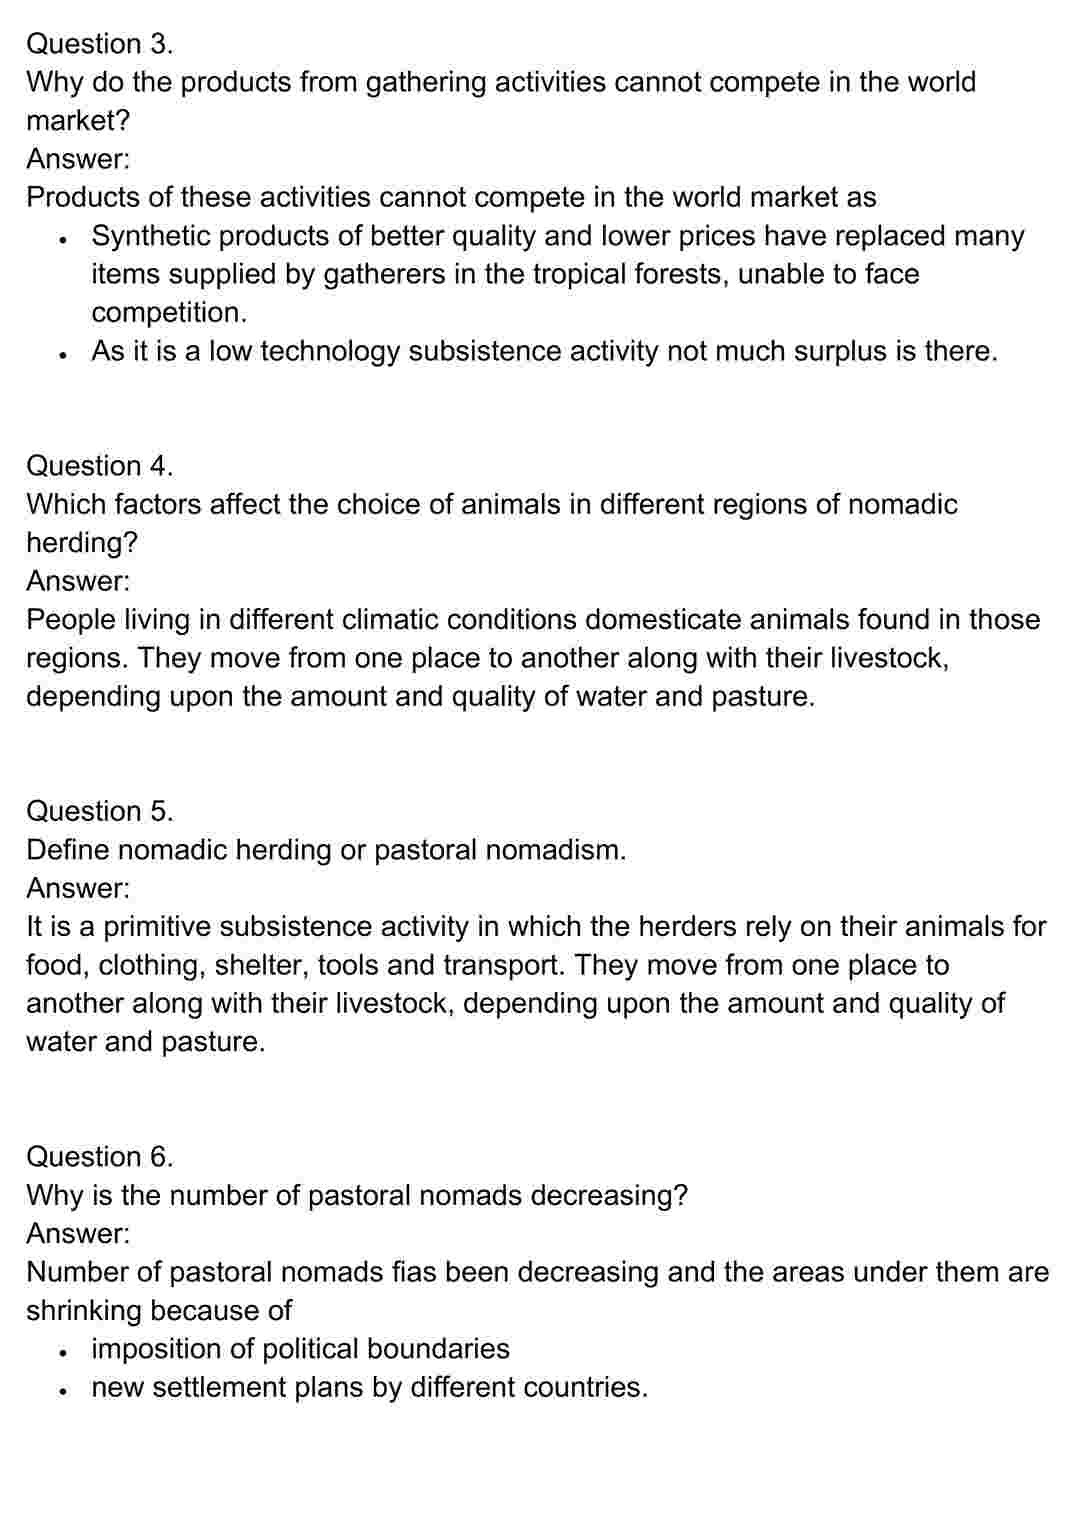 Question 3.
Why do the products from gathering activities cannot compete in the world
market?
Answer:
Products of these activities cannot compete in the world market as
• Synthetic products of better quality and lower prices have replaced many
items supplied by gatherers in the tropical forests, unable to face
competition.
• As it is a low technology subsistence activity not much surplus is there.
Question 4.
Which factors affect the choice of animals in different regions of nomadic
herding?
Answer:
People living in different climatic conditions domesticate animals found in those
regions. They move from one place to another along with their livestock,
depending upon the amount and quality of water and pasture.
Question 5.
Define nomadic herding or pastoral nomadism.
Answer:
It is a primitive subsistence activity in which the herders rely on their animals for
food, clothing, shelter, tools and transport. They move from one place to
another along with their livestock, depending upon the amount and quality of
water and pasture.
Question 6.
Why is the number of pastoral nomads decreasing?
Answer:
Number of pastoral nomads fias been decreasing and the areas under them are
shrinking because of
• imposition of political boundaries
• new settlement plans by different countries.